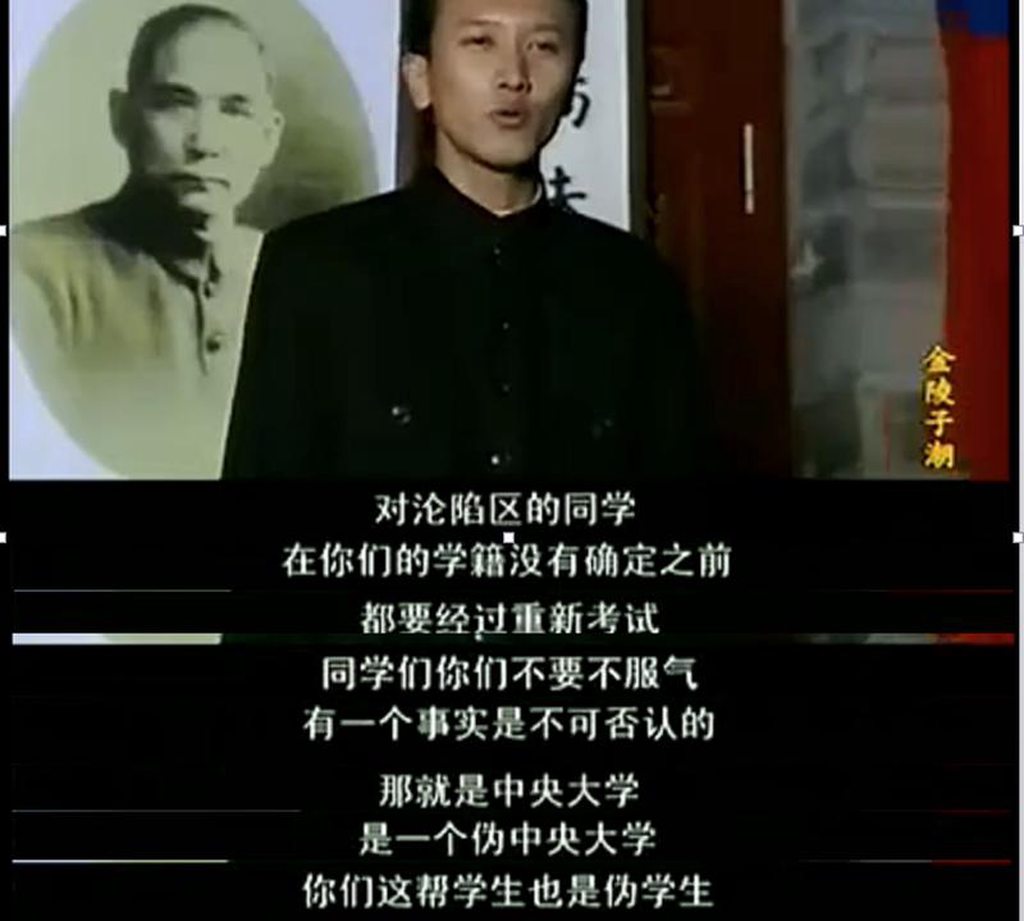 金陵子潮
对沦陷区的同学
在你们的学籍没有确定之前
都要经过重新考试
同学们你们不要不服气
有一个事实是不可否认的
那就是中央大学
是一个伪中央大学
你们这帮学生也是伪学生